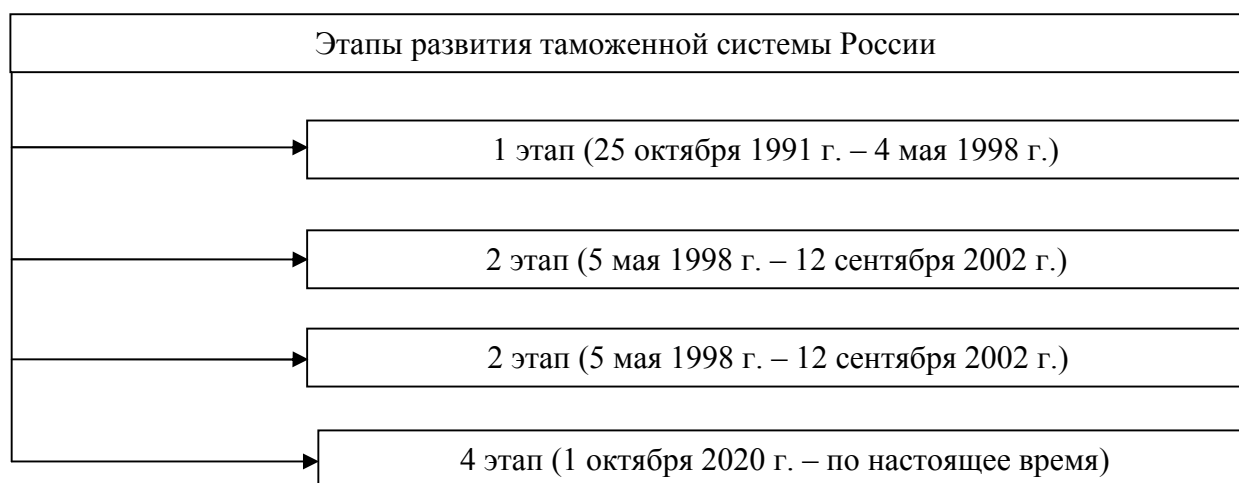 Этапы развития таможенной системы России
1 этап (25 октября 1991 г. – 4 мая 1998 г.)
2 этап (5 мая 1998 г. – 12 сентября 2002 г.)
2 этап (5 мая 1998 г. – 12 сентября 2002 г.)
4 этап (1 октября 2020 г. – по настоящее время)